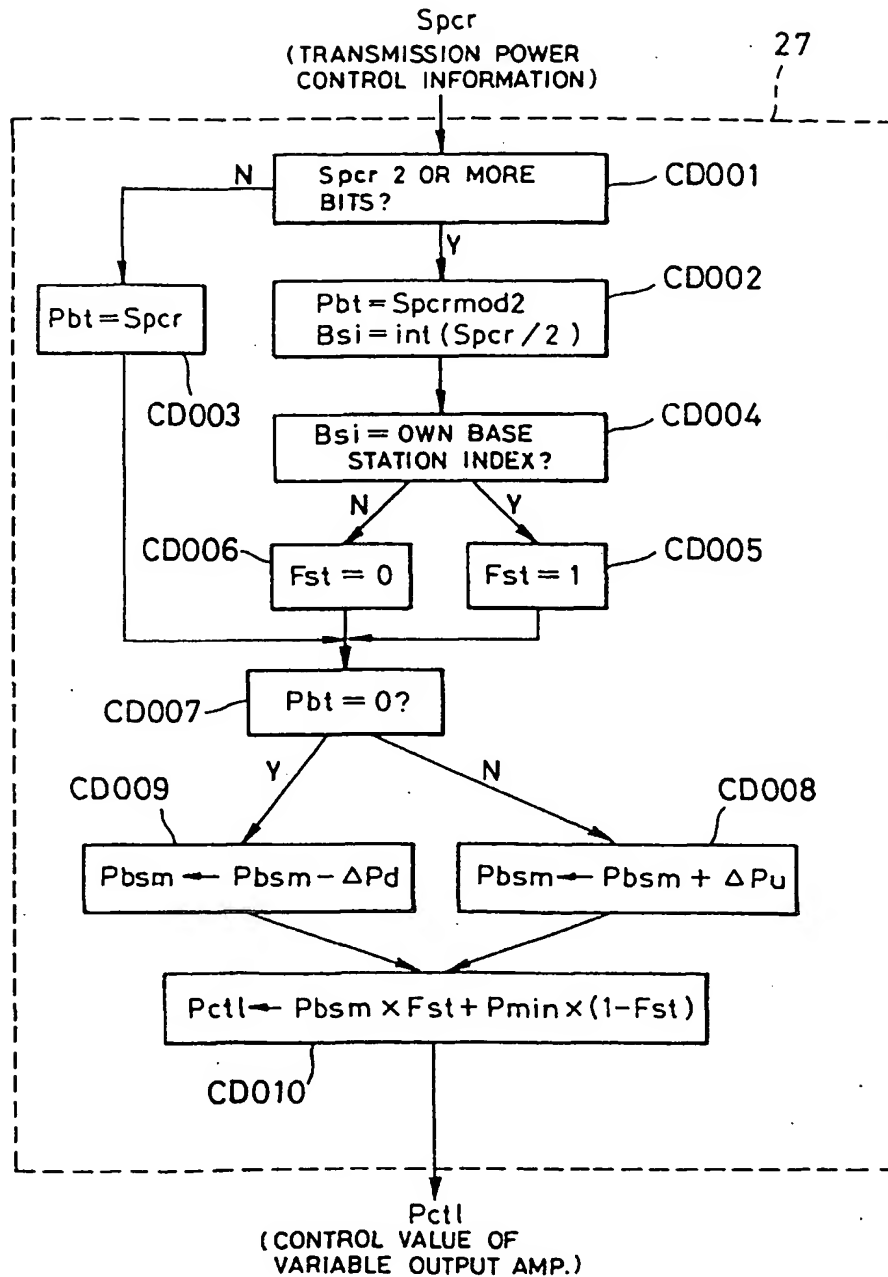 Spcr
(TRANSMISSION POWER
CONTROL INFORMATION)
27
N
Spcr 2 OR MORE
BITS?
CD001
Y
Pbt = Spcrmod2
Bsi = int (Spcr / 2)
CD002
Pbt = Spcr
CD003
Bsi = OWN BASE
STATION INDEX?
CD004
N
Y
CD006
Fst = 0
Fst = 1
CD005
CD007
Pbt = 0?
Y
N
CD009
CD008
Pbsm ← Pbsm − ΔPd
Pbsm ← Pbsm + ΔPu
Pctl ← Pbsm × Fst + Pmin × (1-Fst)
CD010
Pctl
(CONTROL VALUE OF
VARIABLE OUTPUT AMP.)